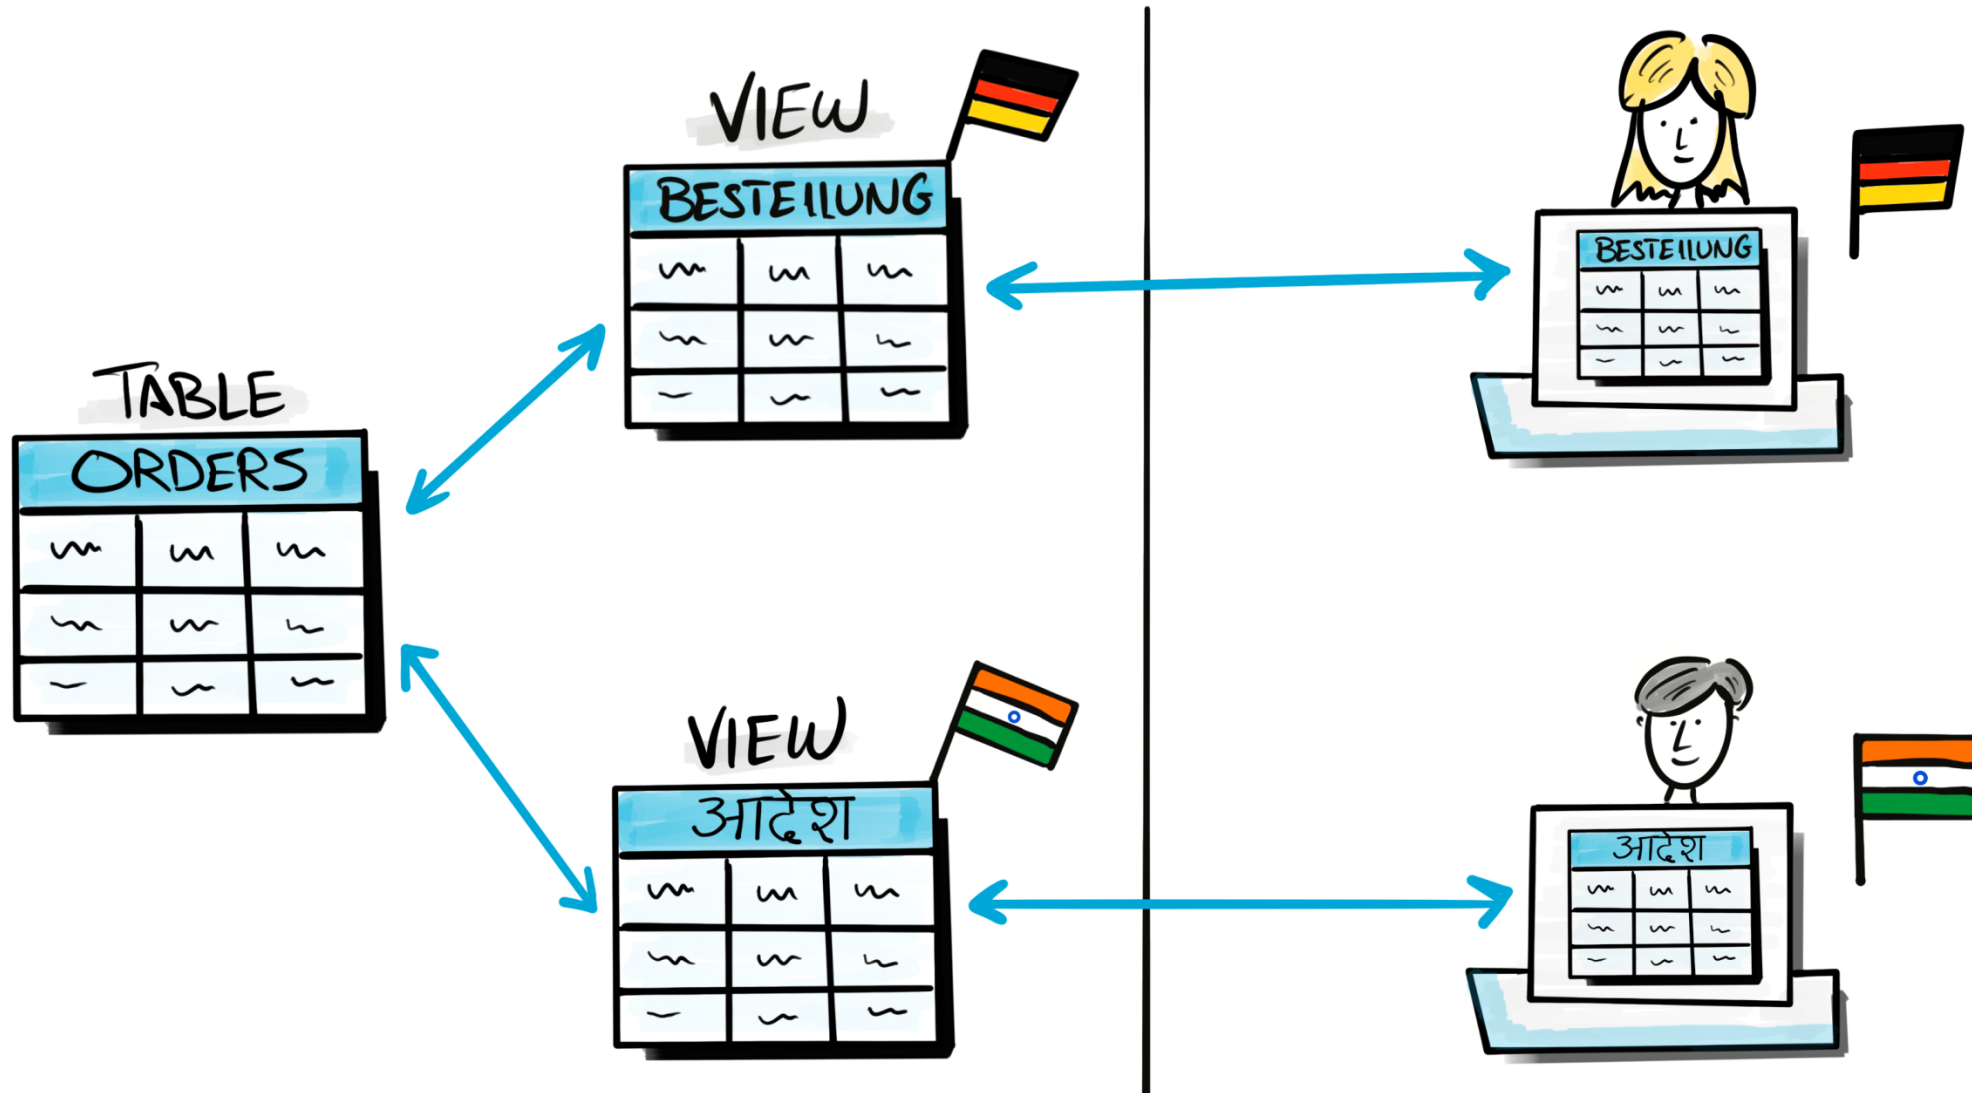 VIEW
BESTELLUNG
BESTELLUNG
TABLE
ORDERS
VIEW
आदेश
आदेश